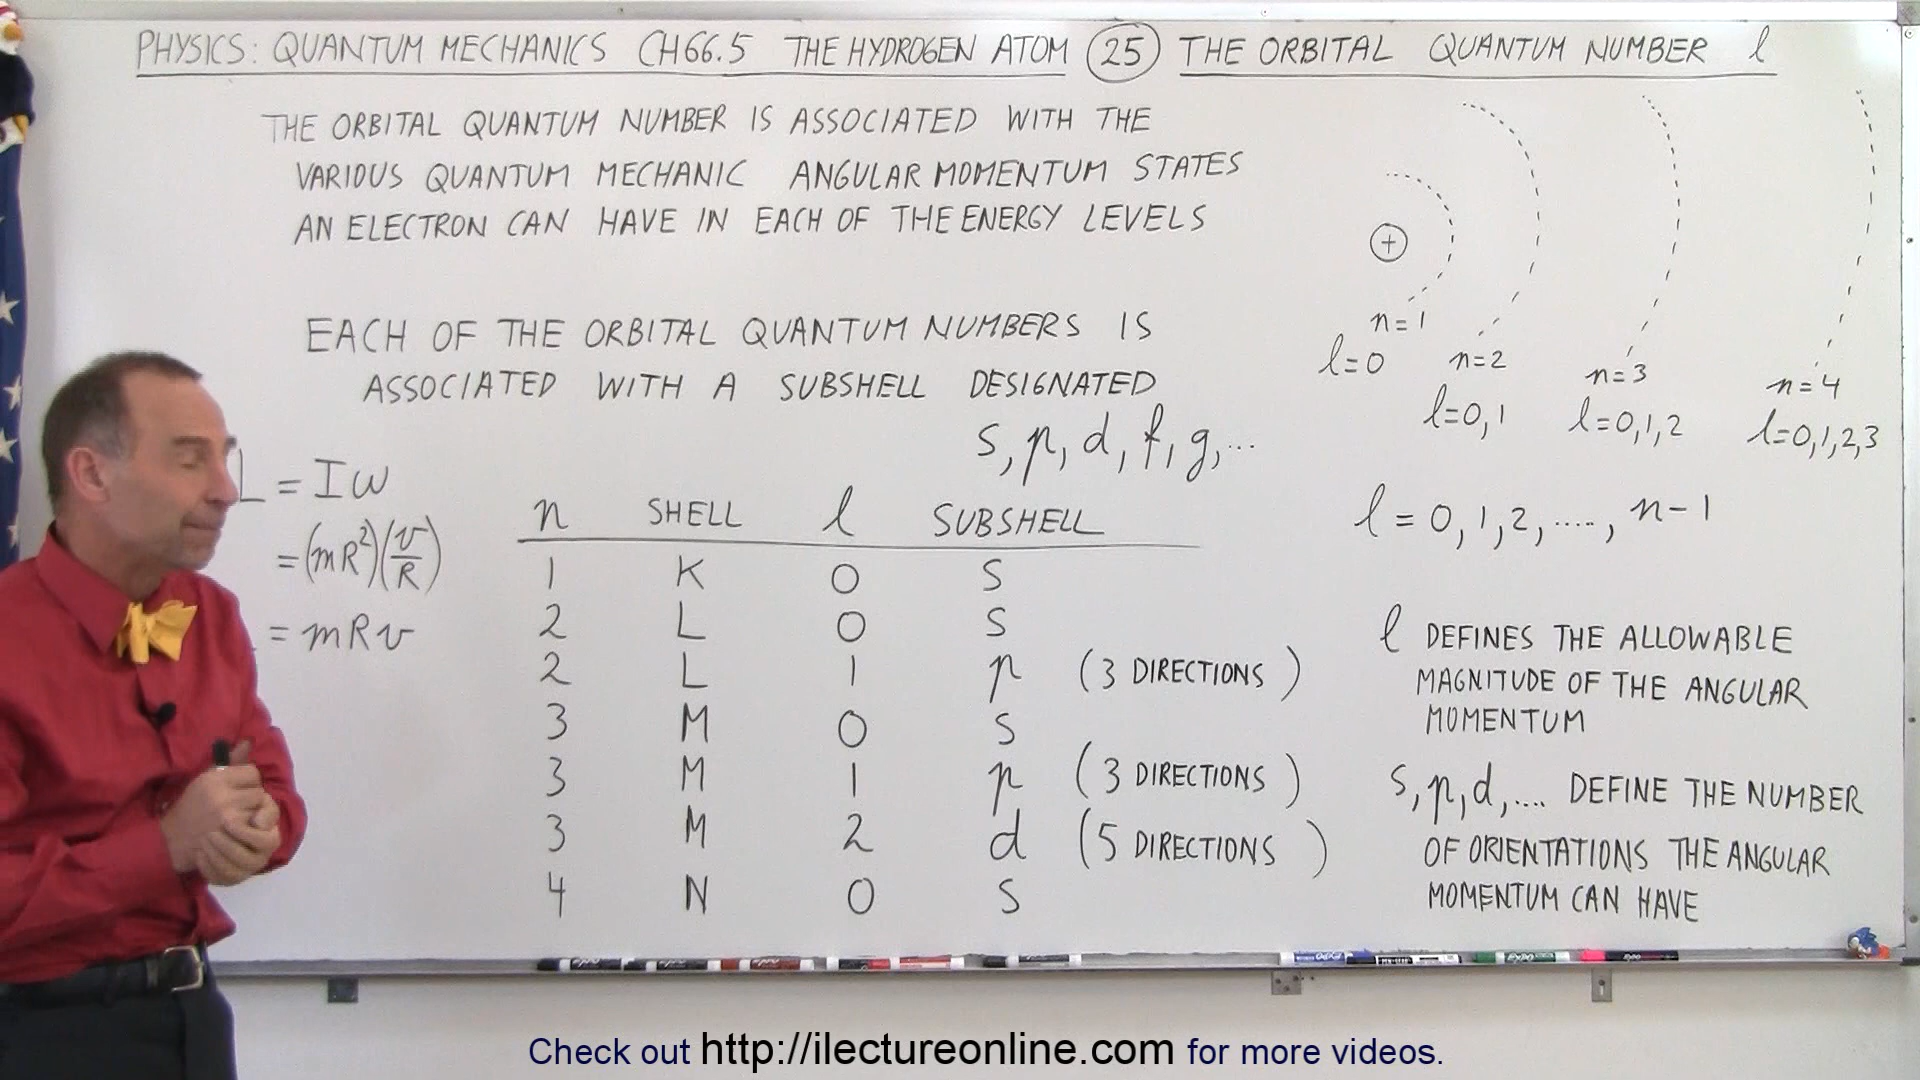 PHYSICS: QUANTUM MECHANICS CH66.5 THE HYDROGEN ATOM 25 THE ORBITAL QUANTUM NUMBER l
THE ORBITAL QUANTUM NUMBER IS ASSOCIATED WITH THE
VARIOUS QUANTUM MECHANIC ANGULAR MOMENTUM STATES
AN ELECTRON CAN HAVE IN EACH OF THE ENERGY LEVELS
EACH OF THE ORBITAL QUANTUM NUMBERS IS
ASSOCIATED WITH A SUBSHELL DESIGNATED
s, p, d, f, g, ...
L = Iω
= (mR²)(v/R)
= mRv
n SHELL l SUBSHELL
1 K 0 s
2 L 0 s
2 L 1 p (3 DIRECTIONS)
3 M 0 s
3 M 1 p (3 DIRECTIONS)
3 M 2 d (5 DIRECTIONS)
4 N 0 s
+
n=1
l=0
n=2
l=0,1
n=3
l=0,1,2
n=4
l=0,1,2,3
l = 0, 1, 2, ....., n-1
l DEFINES THE ALLOWABLE
MAGNITUDE OF THE ANGULAR
MOMENTUM
s, p, d, .... DEFINE THE NUMBER
OF ORIENTATIONS THE ANGULAR
MOMENTUM CAN HAVE
Check out http://ilectureonline.com for more videos.